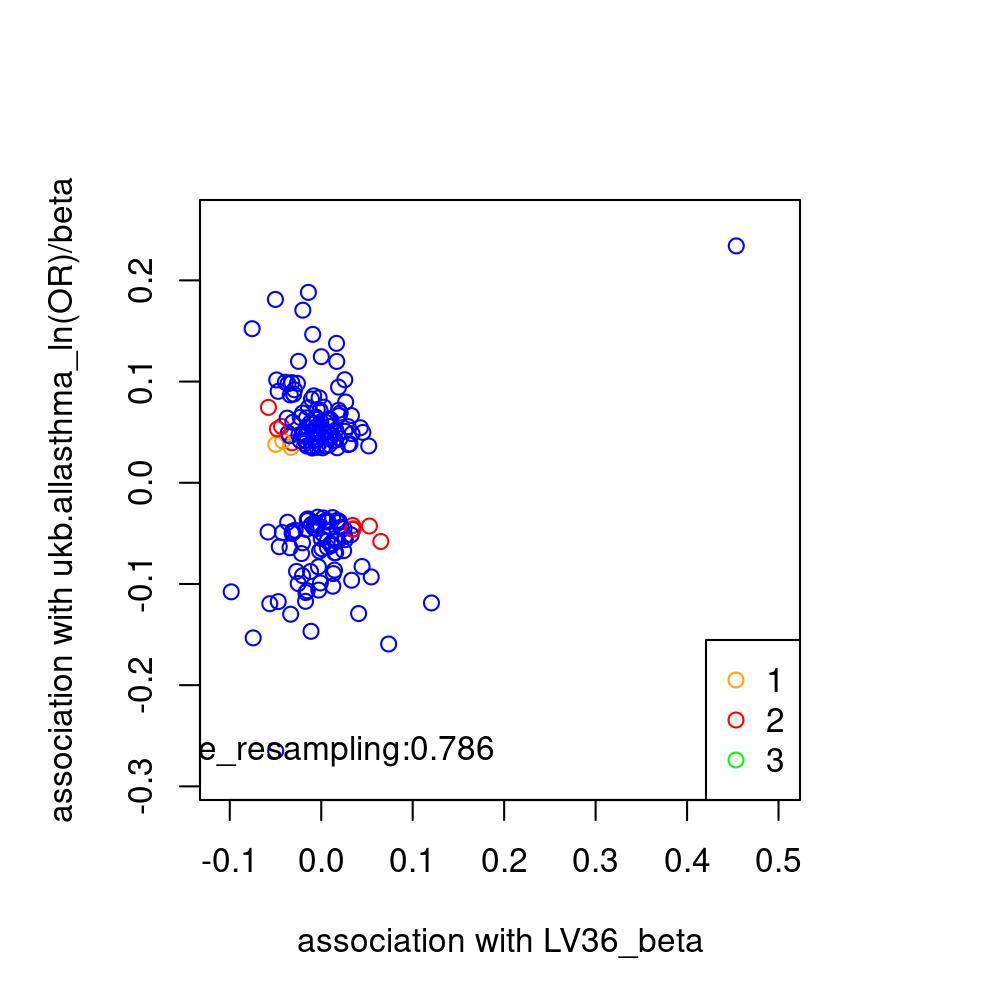 association with ukb.allasthma_ln(OR)/beta
0.2
0.1
0.0
-0.1
-0.2
-0.3
e_resampling:0.786
1
2
3
-0.1 0.0 0.1 0.2 0.3 0.4 0.5
association with LV36_beta